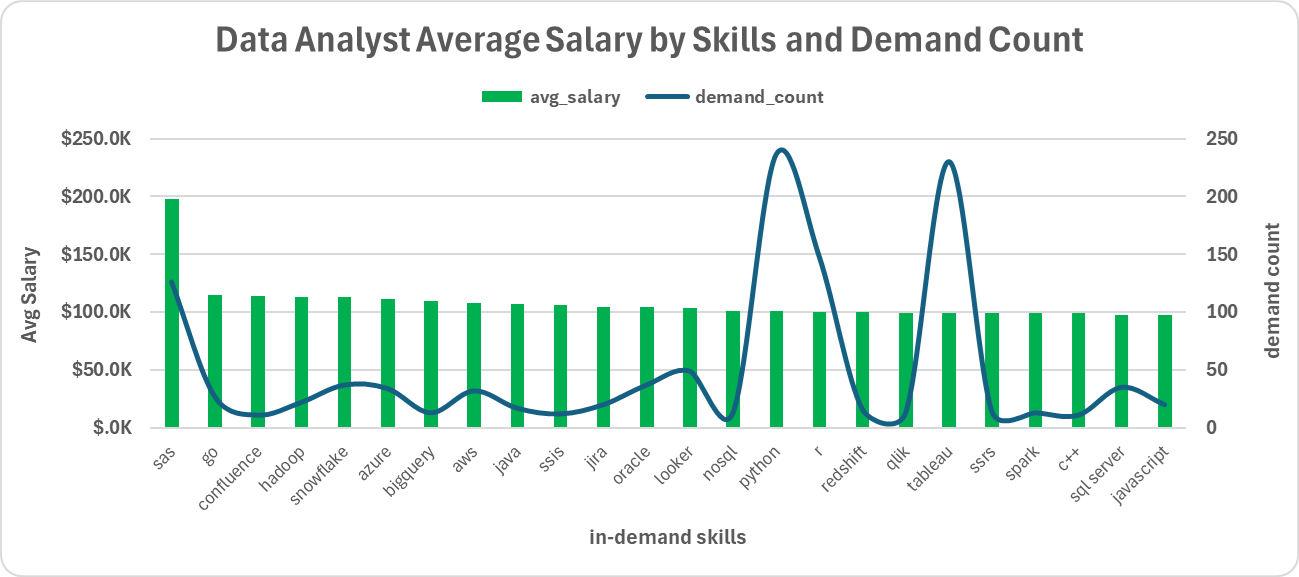 Data Analyst Average Salary by Skills and Demand Count
avg_salary demand_count
$250.0K 250
$200.0K 200
$150.0K 150
$100.0K 100
$50.0K 50
$.0K 0
Avg Salary
demand count
sas go confluence hadoop snowflake azure bigquery aws java ssis jira oracle looker nosql python r redshift qlik tableau ssrs spark c++ sql server javascript
in-demand skills